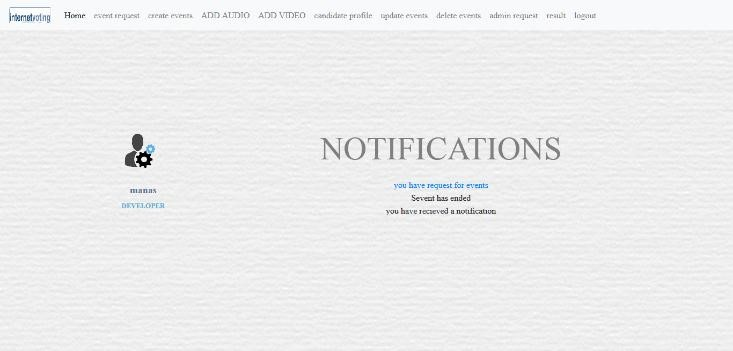 internetvoting Home event request create events ADD AUDIO ADD VIDEO candidate profile update events delete events admin request result logout
NOTIFICATIONS
you have request for events
Sevent has ended
you have recieved a notification
manas
DEVELOPER